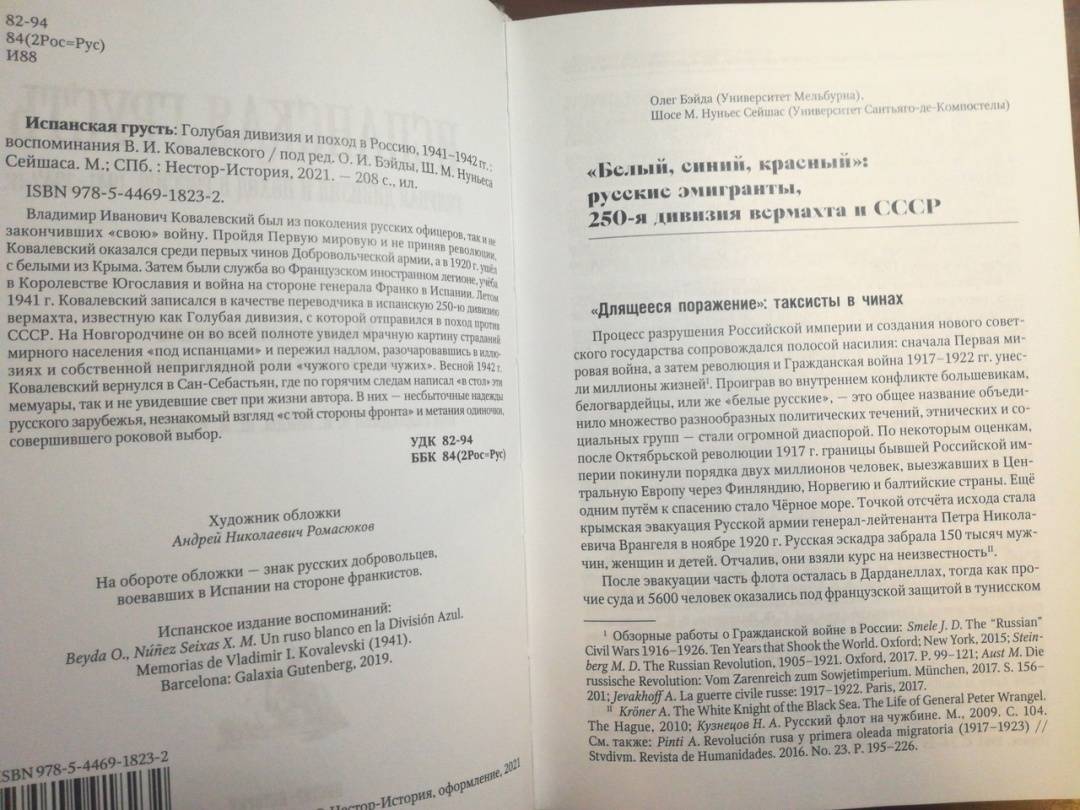 82-94
84(2Рос=Рус)
И88
Испанская грусть: Голубая дивизия и поход в Россию, 1941–1942 гг.:
воспоминания В. И. Ковалевского / под ред. О. И. Бэйды, Ш. М. Нуньеса
Сейшаса. М.; СПб. : Нестор-История, 2021. — 208 с., ил.
ISBN 978-5-4469-1823-2.
Владимир Иванович Ковалевский был из поколения русских офицеров, так и не
закончивших «свою» войну. Пройдя Первую мировую и не приняв революции,
Ковалевский оказался среди первых чинов Добровольческой армии, а в 1920 г. ушёл
с белыми из Крыма. Затем были служба во Французском иностранном легионе, учёба
в Королевстве Югославия и война на стороне генерала Франко в Испании. Летом
1941 г. Ковалевский записался в качестве переводчика в испанскую 250-ю дивизию
вермахта, известную как Голубая дивизия, с которой отправился в поход против
СССР. На Новгородчине он во всей полноте увидел мрачную картину страданий
мирного населения «под испанцами» и пережил надлом, разочаровавшись в иллю-
зиях и собственной неприглядной роли «чужого среди чужих». Весной 1942 г.
Ковалевский вернулся в Сан-Себастьян, где по горячим следам написал «в стол» эти
мемуары, так и не увидевшие свет при жизни автора. В них — несбыточные надежды
русского зарубежья, незнакомый взгляд «с той стороны фронта» и метания одиночки,
совершившего роковой выбор.
УДК 82-94
ББК 84(2Рос=Рус)
Художник обложки
Андрей Николаевич Ромасюков
На обороте обложки — знак русских добровольцев,
воевавших в Испании на стороне франкистов.
Испанское издание воспоминаний:
Beyda O., Núñez Seixas X. M. Un ruso blanco en la División Azul.
Memorias de Vladimir I. Kovalevski (1941).
Barcelona: Galaxia Gutenberg, 2019.
ISBN 978-5-4469-1823-2
Нестор-История, оформление, 2021
Олег Бэйда (Университет Мельбурна),
Шосе М. Нуньес Сейшас (Университет Сантьяго-де-Компостелы)
«Белый, синий, красный»:
русские эмигранты,
250-я дивизия вермахта и СССР
«Длящееся поражение»: таксисты в чинах
Процесс разрушения Российской империи и создания нового совет-
ского государства сопровождался полосой насилия: сначала Первая ми-
ровая война, а затем революция и Гражданская война 1917–1922 гг. унес-
ли миллионы жизнейI. Проиграв во внутреннем конфликте большевикам,
белогвардейцы, или же «белые русские», — это общее название объеди-
нило множество разнообразных политических течений, этнических и со-
циальных групп — стали огромной диаспорой. По некоторым оценкам,
после Октябрьской революции 1917 г. границы бывшей Российской им-
перии покинули порядка двух миллионов человек, выезжавших в Цен-
тральную Европу через Финляндию, Норвегию и балтийские страны. Ещё
одним путём к спасению стало Чёрное море. Точкой отсчёта исхода стала
крымская эвакуация Русской армии генерал-лейтенанта Петра Никола-
евича Врангеля в ноябре 1920 г. Русская эскадра забрала 150 тысяч муж-
чин, женщин и детей. Отчалив, они взяли курс на неизвестностьII.
После эвакуации часть флота осталась в Дарданеллах, тогда как про-
чие суда и 5600 человек оказались под французской защитой в тунисском
I Обзорные работы о Гражданской войне в России: Smele J. D. The “Russian”
Civil Wars 1916–1926. Ten Years that Shook the World. Oxford; New York, 2015; Stein-
berg M. D. The Russian Revolution, 1905–1921. Oxford, 2017. P. 99–121; Aust M. Die
russische Revolution: Vom Zarenreich zum Sowjetimperium. München, 2017. S. 156–
201; Jevakhoff A. La guerre civile russe: 1917–1922. Paris, 2017.
II Kröner A. The White Knight of the Black Sea. The Life of General Peter Wrangel.
The Hague, 2010; Кузнецов Н. А. Русский флот на чужбине. М., 2009. С. 104.
См. также: Pinti A. Revolución rusa y primera oleada migratoria (1917–1923) //
Stvdivm. Revista de Humanidades. 2016. No. 23. P. 195–226.